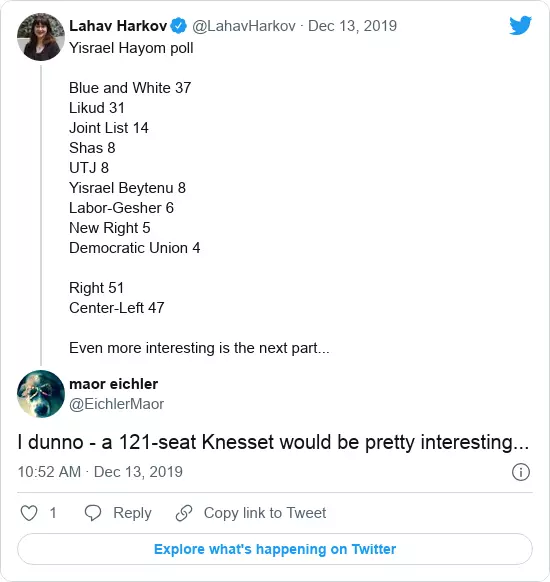 Lahav Harkov @LahavHarkov · Dec 13, 2019
Yisrael Hayom poll
Blue and White 37
Likud 31
Joint List 14
Shas 8
UTJ 8
Yisrael Beytenu 8
Labor-Gesher 6
New Right 5
Democratic Union 4
Right 51
Center-Left 47
Even more interesting is the next part...
maor eichler
@EichlerMaor
I dunno - a 121-seat Knesset would be pretty interesting...
10:52 AM · Dec 13, 2019
1 Reply Copy link to Tweet
Explore what's happening on Twitter